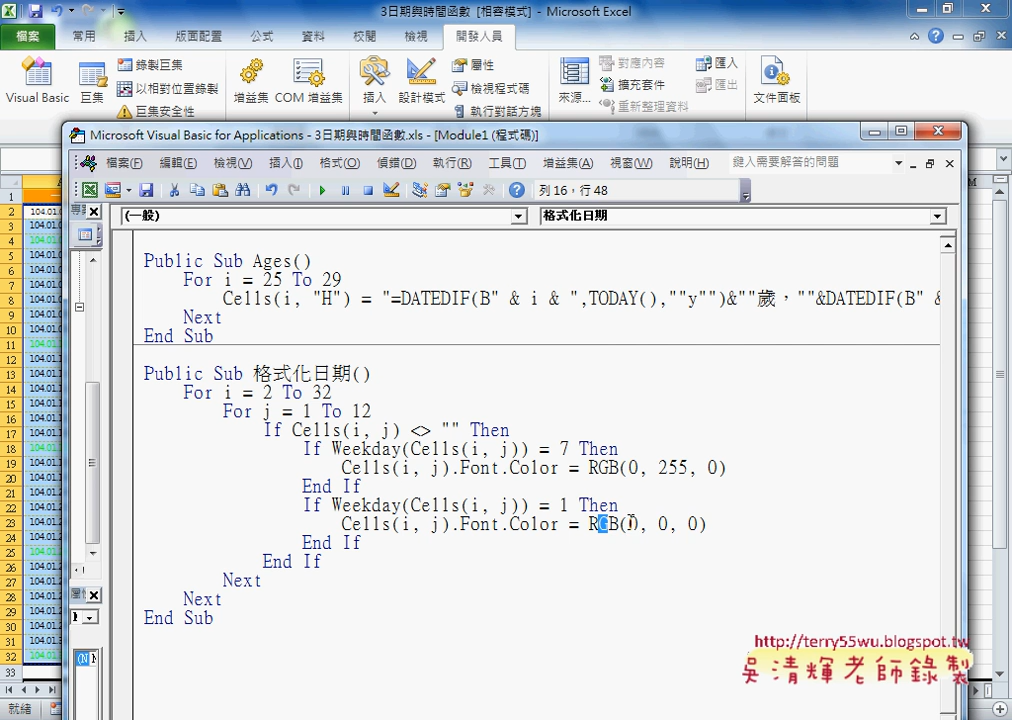 3日期與時間函數 [相容模式] - Microsoft Excel
檔案 常用 插入 版面配置 公式 資料 校閱 檢視 開發人員
Visual Basic 巨集 錄製巨集 以相對位置錄製 巨集安全性 增益集 COM 增益集 插入 設計模式 屬性 檢視程式碼 執行對話方塊 來源... 對應內容 擴充套件 重新整理資料 匯入 匯出 文件面板
Microsoft Visual Basic for Applications - 3日期與時間函數.xls - [Module1 (程式碼)]
檔案(F) 編輯(E) 檢視(V) 插入(I) 格式(O) 偵錯(D) 執行(R) 工具(T) 增益集(A) 視窗(W) 說明(H) 鍵入需要解答的問題
列 16，行 48
(一般) 格式化日期
Public Sub Ages()
For i = 25 To 29
Cells(i, "H") = "=DATEDIF(B" & i & ",TODAY(),""y"")&""歲，""&DATEDIF(B" &
Next
End Sub
Public Sub 格式化日期()
For i = 2 To 32
For j = 1 To 12
If Cells(i, j) <> "" Then
If Weekday(Cells(i, j)) = 7 Then
Cells(i, j).Font.Color = RGB(0, 255, 0)
End If
If Weekday(Cells(i, j)) = 1 Then
Cells(i, j).Font.Color = RGB(0, 0, 0)
End If
End If
Next
Next
End Sub
http://terry55wu.blogspot.tw
吳清輝老師錄製
就緒